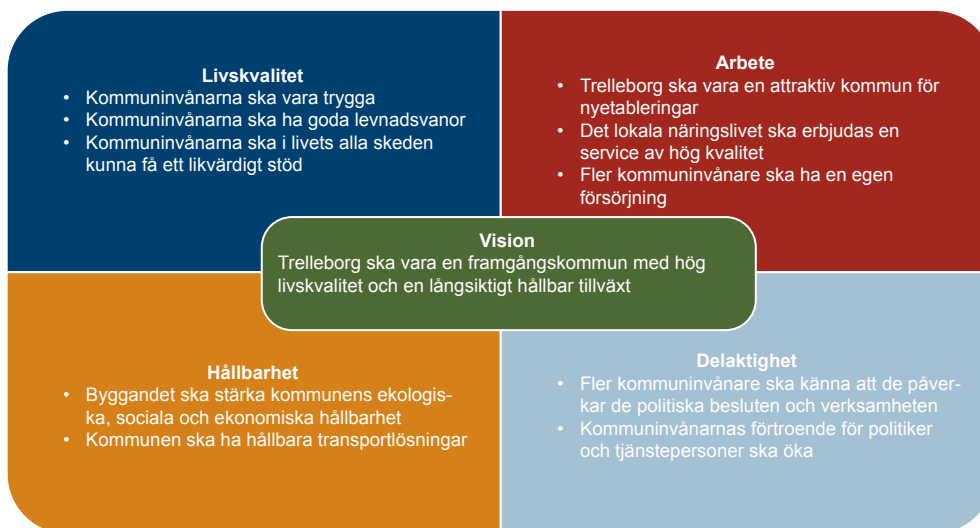 Livskvalitet
• Kommuninvånarna ska vara trygga
• Kommuninvånarna ska ha goda levnadsvanor
• Kommuninvånarna ska i livets alla skeden
kunna få ett likvärdigt stöd
Arbete
• Trelleborg ska vara en attraktiv kommun för
nyetableringar
• Det lokala näringslivet ska erbjudas en
service av hög kvalitet
• Fler kommuninvånare ska ha en egen
försörjning
Vision
Trelleborg ska vara en framgångskommun med hög
livskvalitet och en långsiktigt hållbar tillväxt
Hållbarhet
• Byggandet ska stärka kommunens ekologis-
ka, sociala och ekonomiska hållbarhet
• Kommunen ska ha hållbara transportlösningar
Delaktighet
• Fler kommuninvånare ska känna att de påver-
kar de politiska besluten och verksamheten
• Kommuninvånarnas förtroende för politiker
och tjänstepersoner ska öka